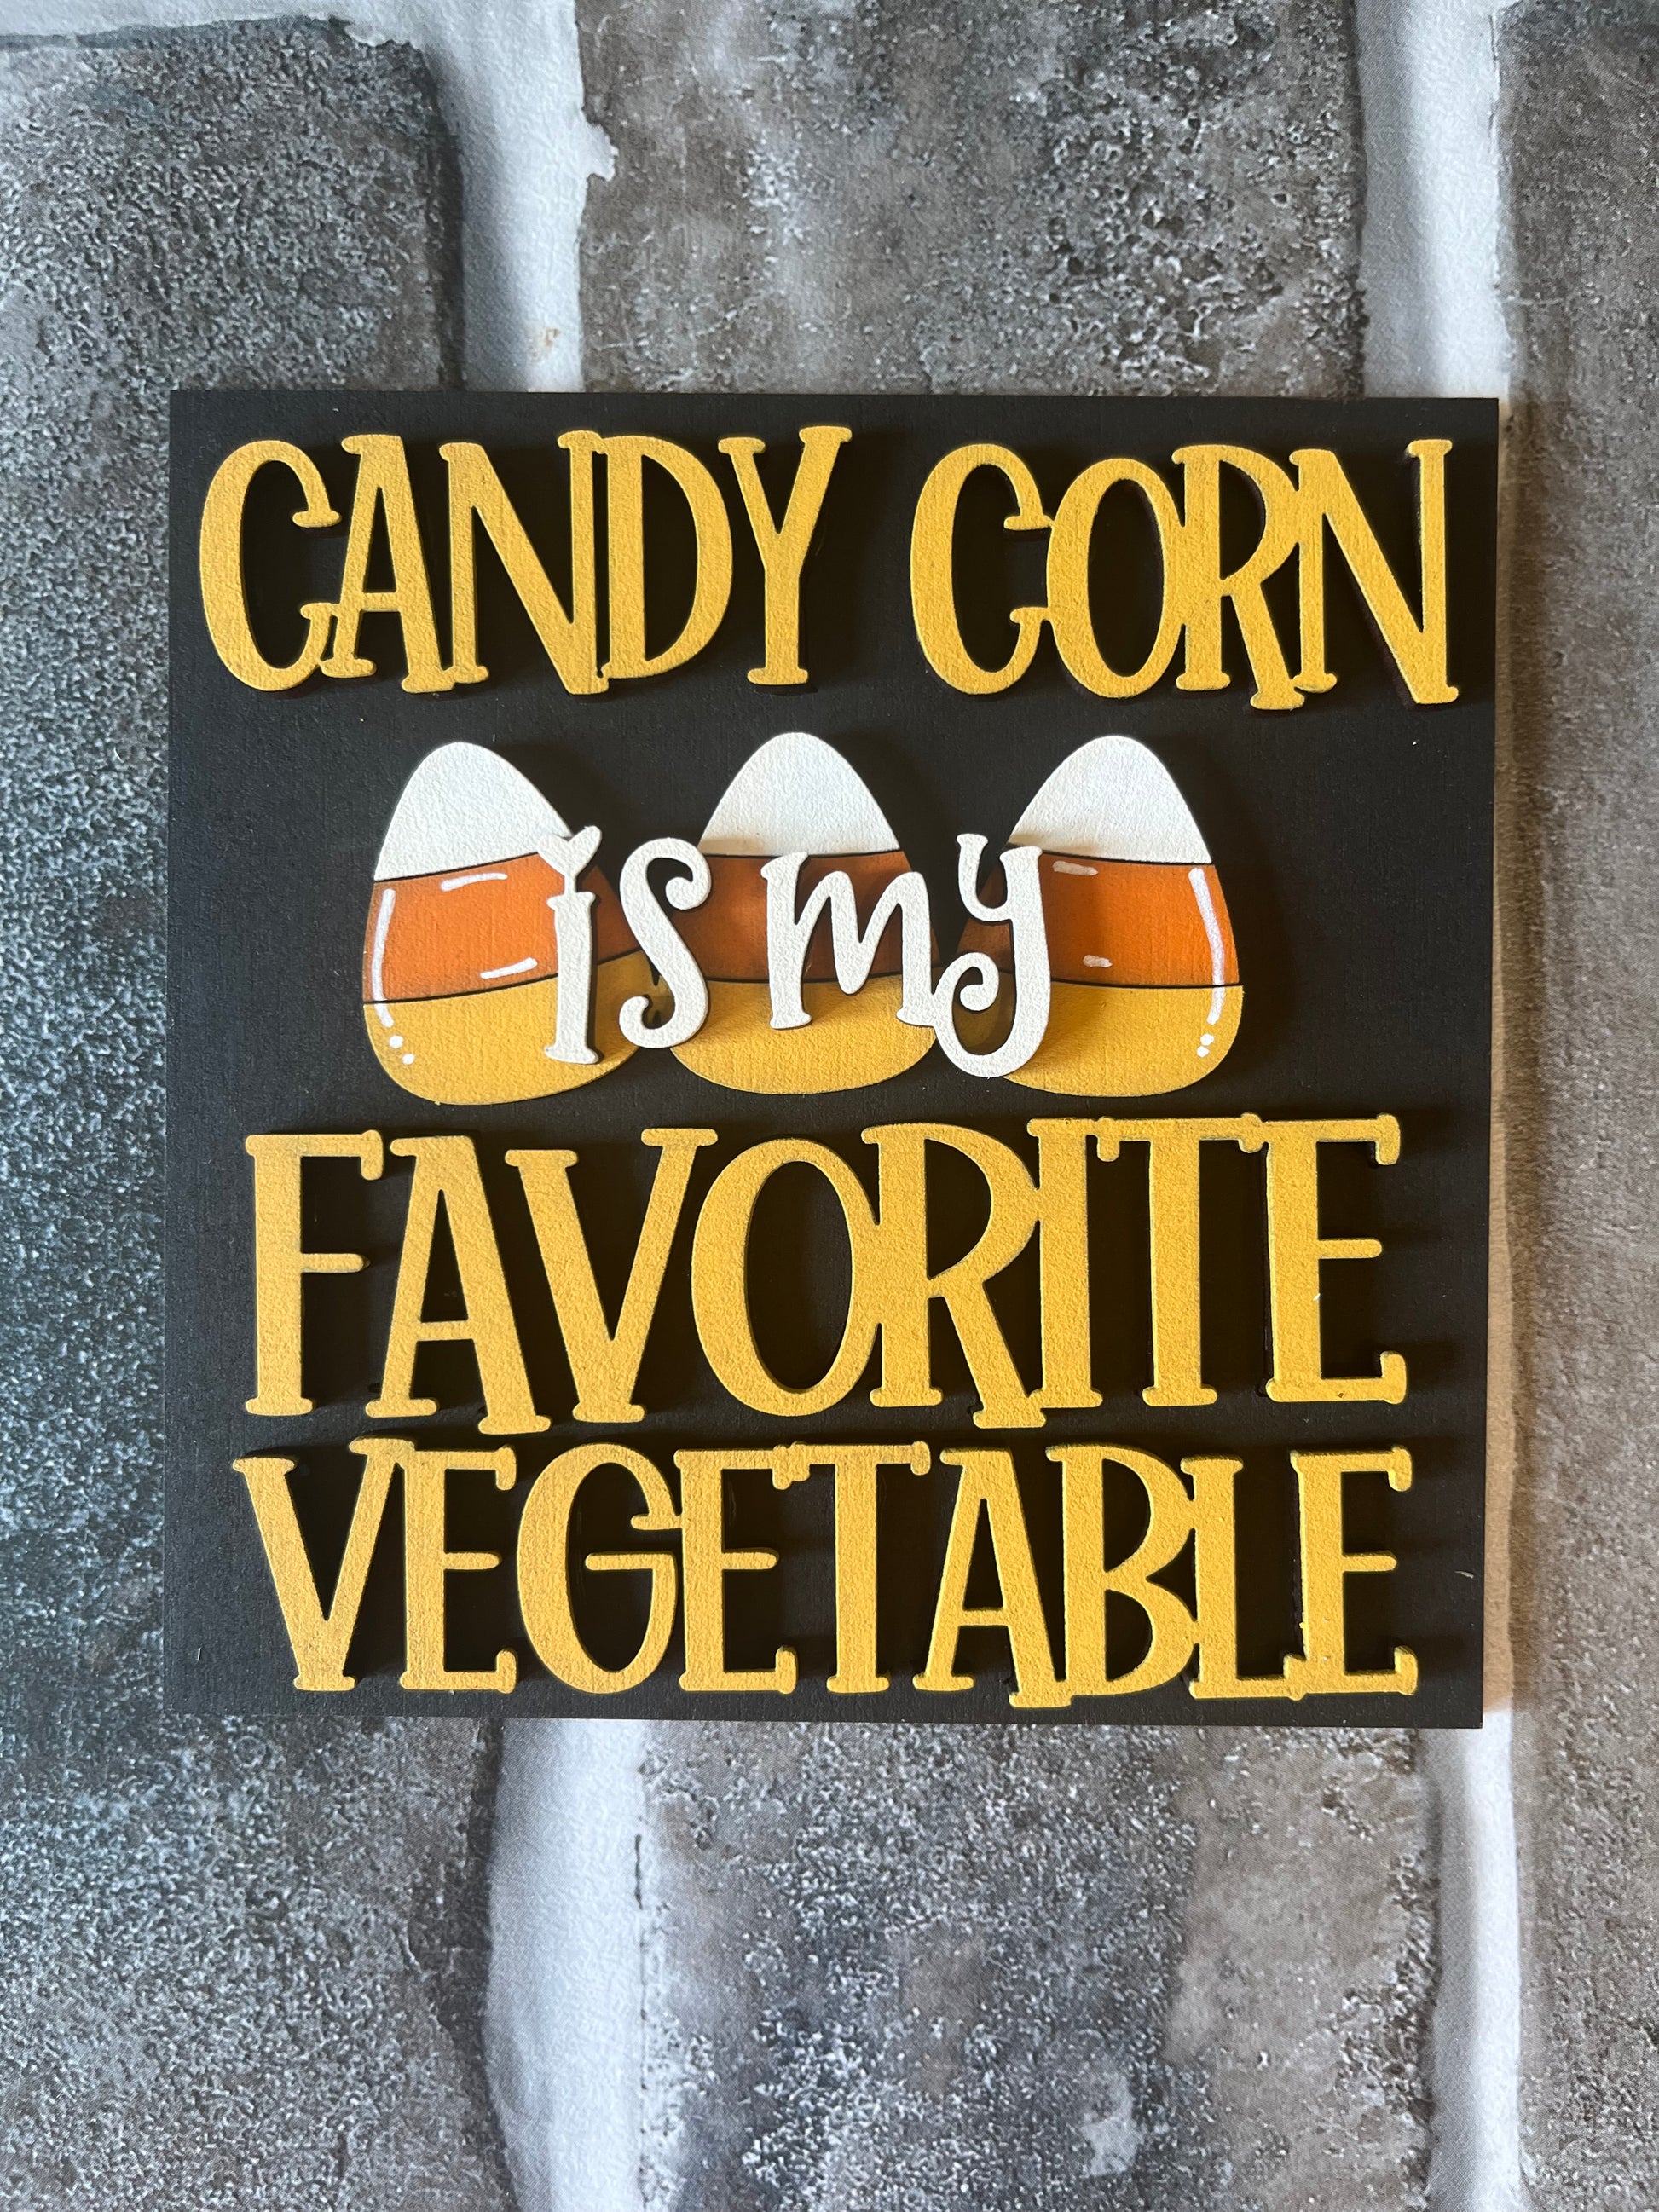 CANDY CORN
is my
FAVORITE
VEGETABLE